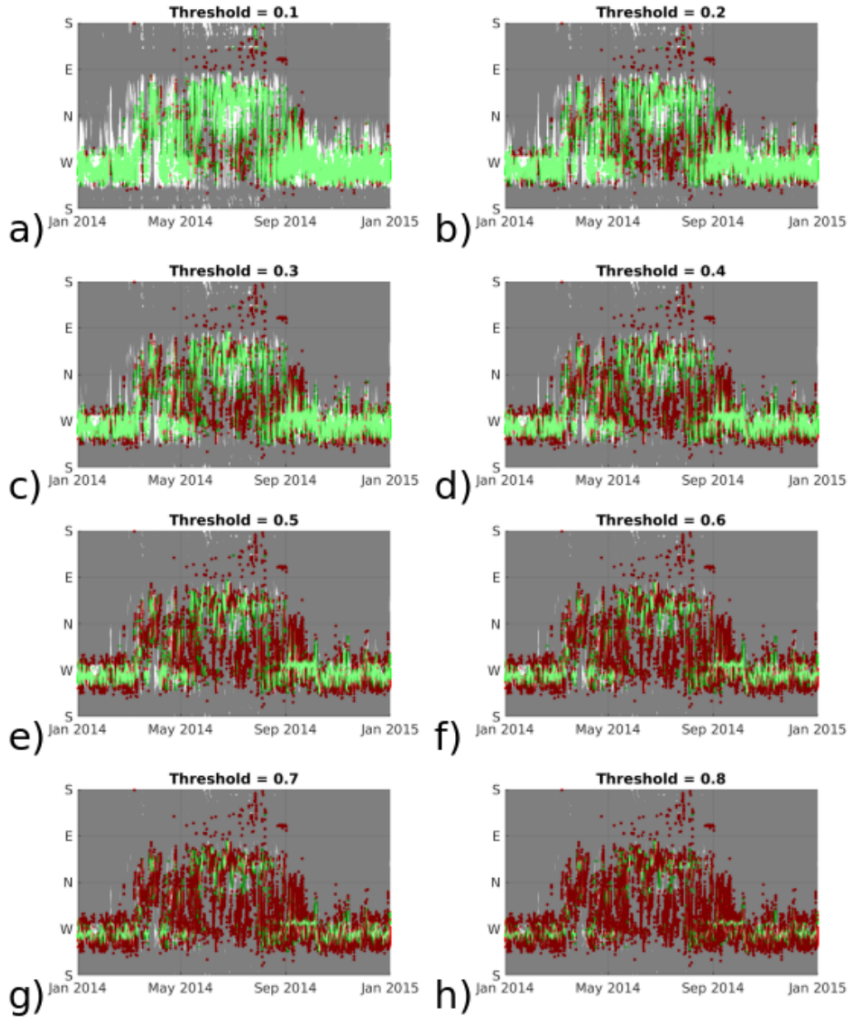 Threshold = 0.1
S
E
N
W
S
Jan 2014 May 2014 Sep 2014 Jan 2015
a)
Threshold = 0.2
S
E
N
W
S
Jan 2014 May 2014 Sep 2014 Jan 2015
b)
Threshold = 0.3
S
E
N
W
S
Jan 2014 May 2014 Sep 2014 Jan 2015
c)
Threshold = 0.4
S
E
N
W
S
Jan 2014 May 2014 Sep 2014 Jan 2015
d)
Threshold = 0.5
S
E
N
W
S
Jan 2014 May 2014 Sep 2014 Jan 2015
e)
Threshold = 0.6
S
E
N
W
S
Jan 2014 May 2014 Sep 2014 Jan 2015
f)
Threshold = 0.7
S
E
N
W
S
Jan 2014 May 2014 Sep 2014 Jan 2015
g)
Threshold = 0.8
S
E
N
W
S
Jan 2014 May 2014 Sep 2014 Jan 2015
h)